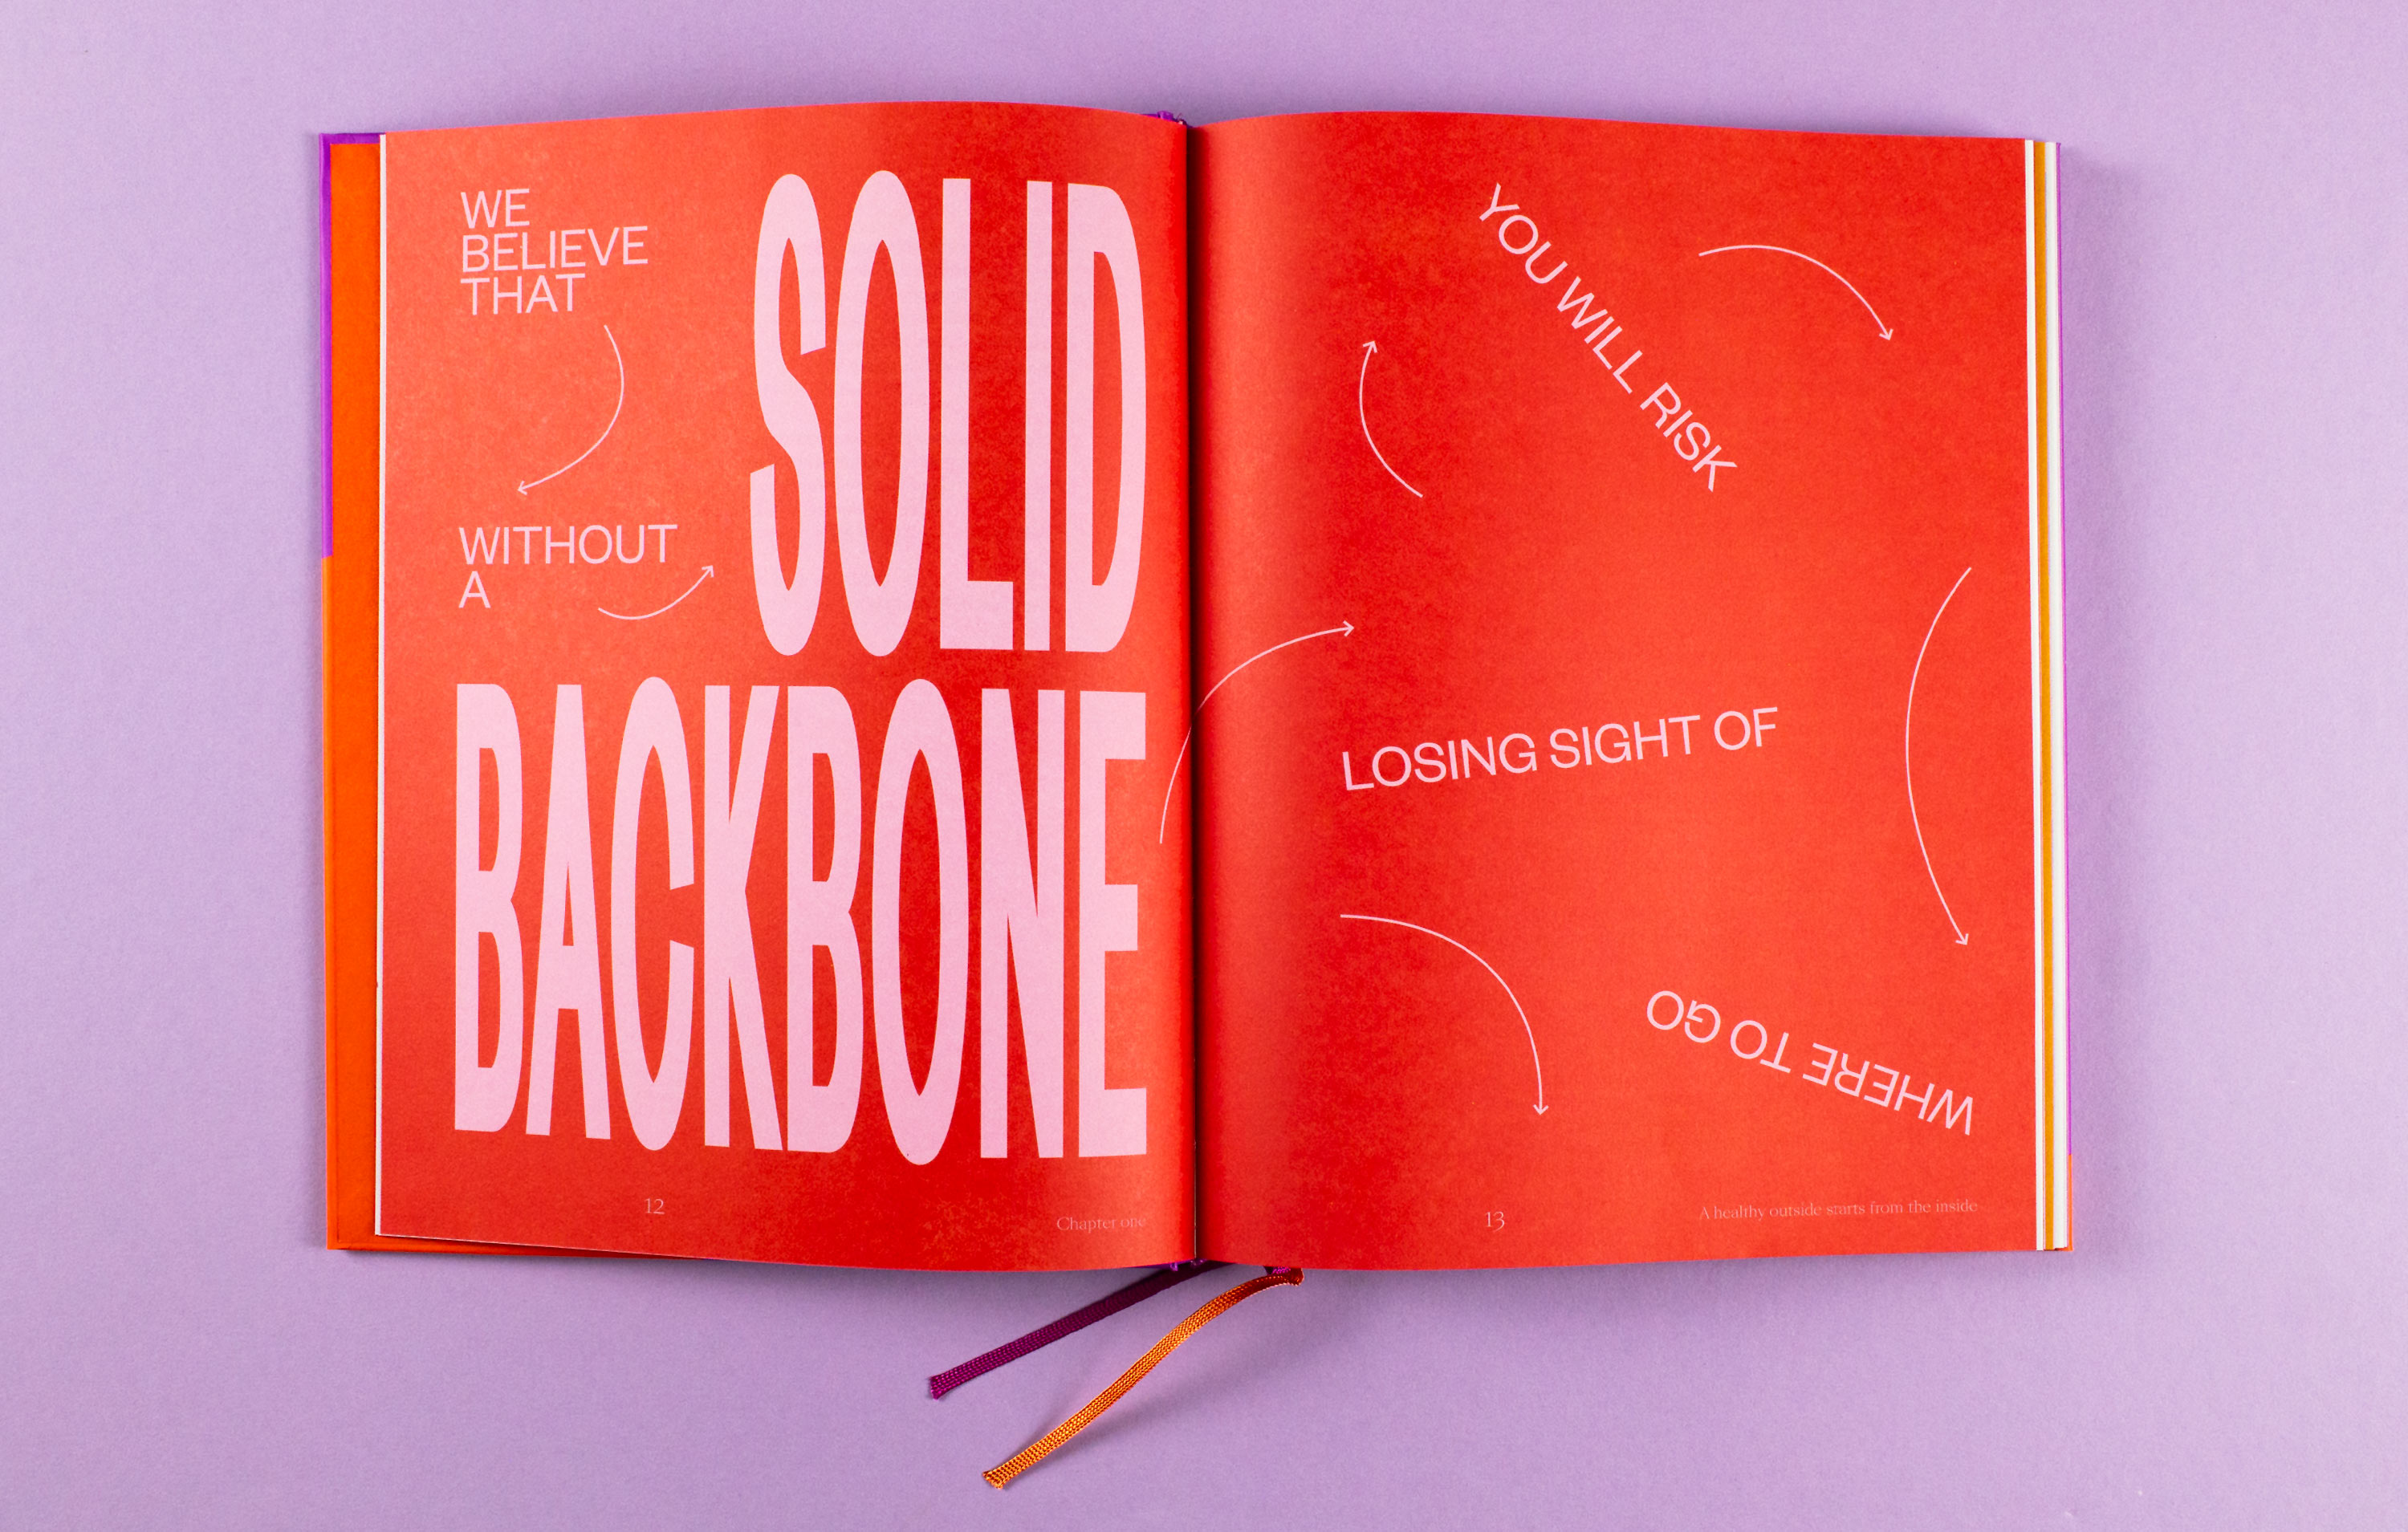 WE
BELIEVE
THAT
WITHOUT
A
SOLID
BACKBONE
12
Chapter one
YOU WILL RISK
LOSING SIGHT OF
WHERE TO GO
13
A healthy outside starts from the inside